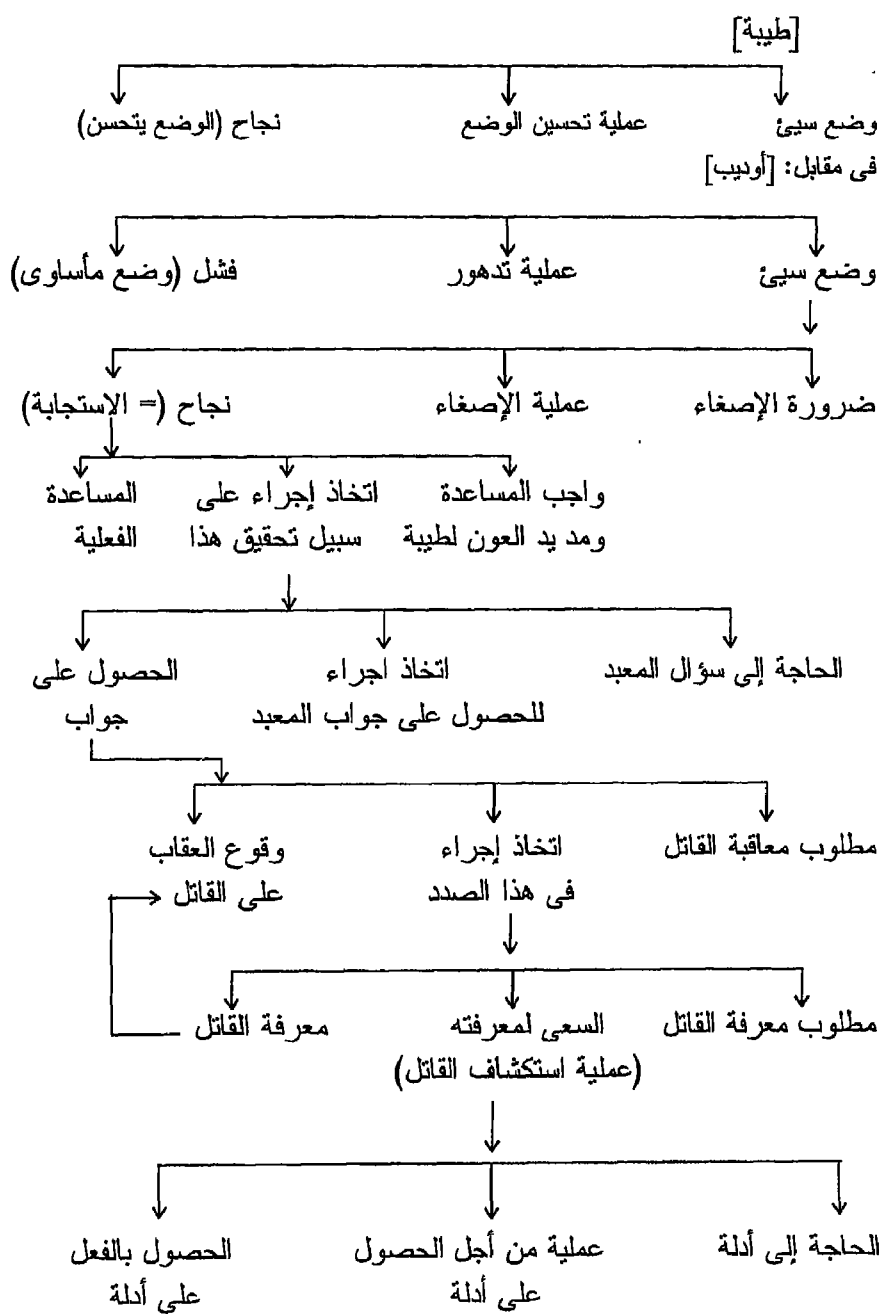 [طيبة]
وضع سيئ عملية تحسين الوضع نجاح (الوضع يتحسن)
فى مقابل: [أوديب]
وضع سيئ عملية تدهور فشل (وضع مأساوى)
ضرورة الإصغاء عملية الإصغاء نجاح (= الإستجابة)
واجب المساعدة اتخاذ إجراء على المساعدة
ومد يد العون لطيبة سبيل تحقيق هذا الفعلية
الحاجة إلى سؤال المعبد اتخاذ اجراء الحصول على
للحصول على جواب المعبد جواب
مطلوب معاقبة القاتل اتخاذ إجراء وقوع العقاب
فى هذا الصدد على القاتل
مطلوب معرفة القاتل السعى لمعرفته معرفة القاتل
(عملية استكشاف القاتل)
الحاجة إلى أدلة عملية من أجل الحصول الحصول بالفعل
على أدلة على أدلة